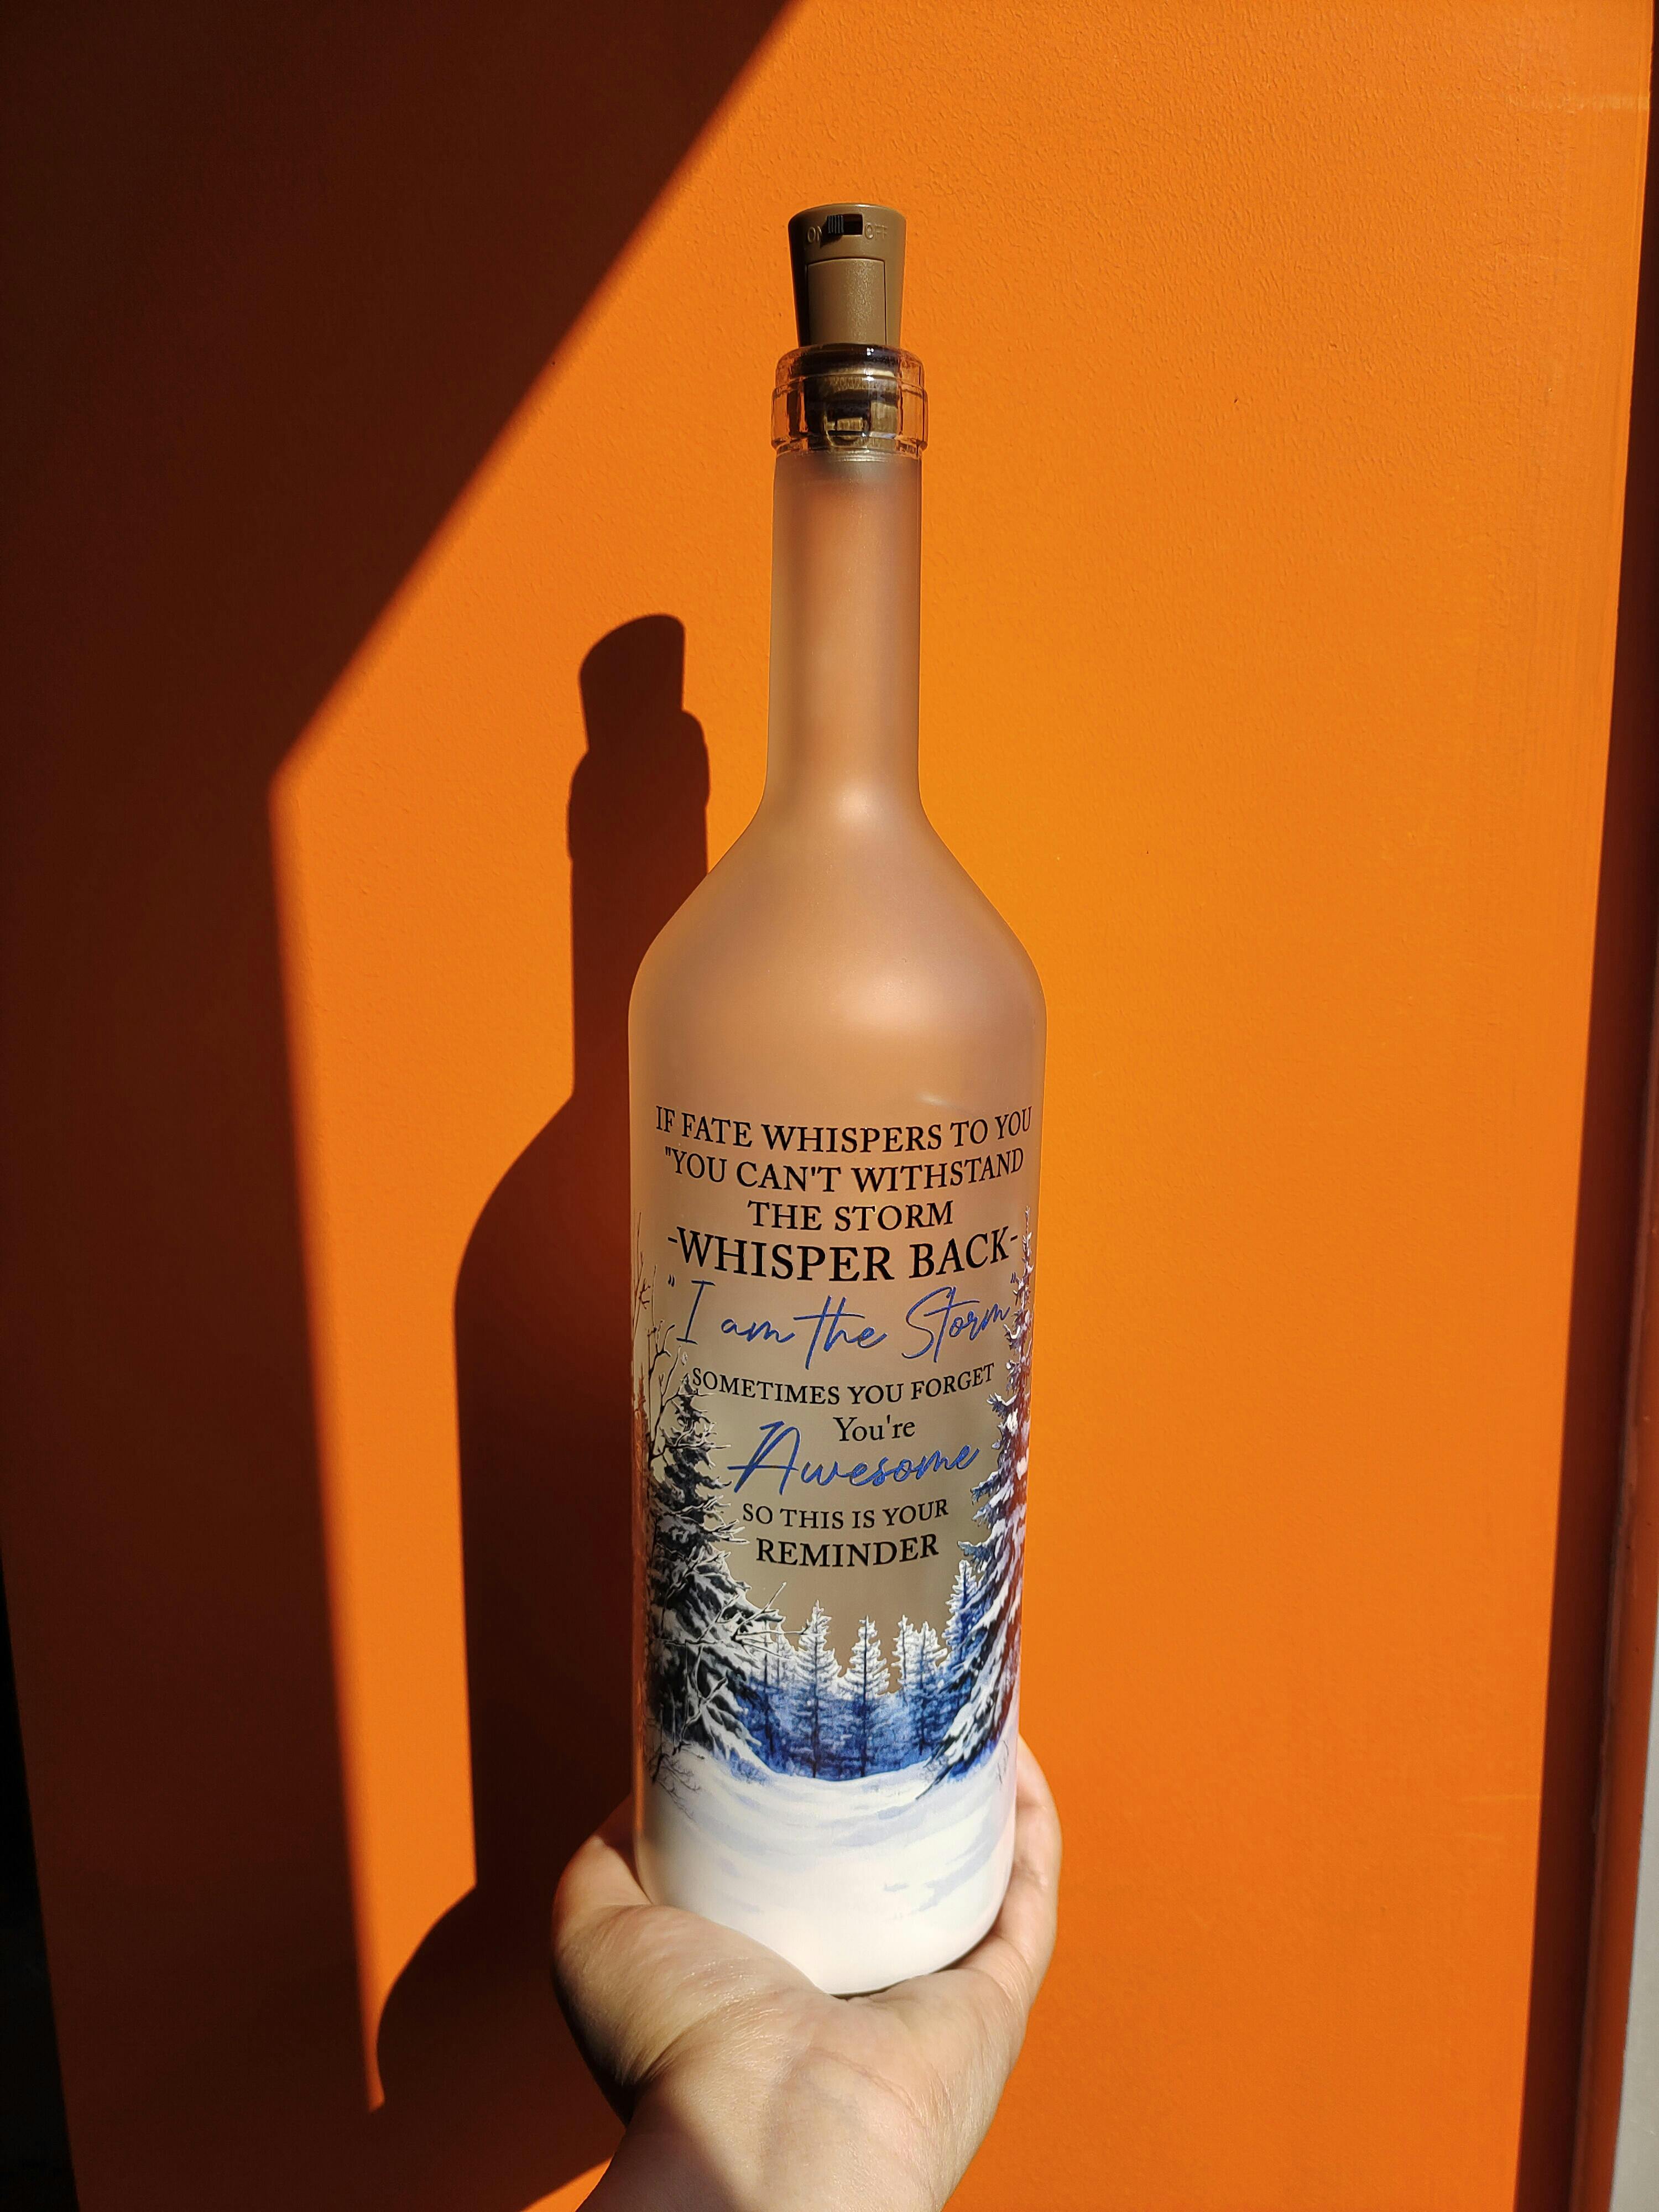 ON OFF
IF FATE WHISPERS TO YOU
"YOU CAN'T WITHSTAND
THE STORM
-WHISPER BACK-
"I am the Storm"
SOMETIMES YOU FORGET
You're
Awesome
SO THIS IS YOUR
REMINDER